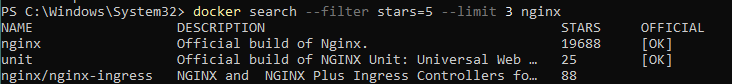 PS C:\Windows\System32> docker search --filter stars=5 --limit 3 nginx
NAME DESCRIPTION STARS OFFICIAL
nginx Official build of Nginx. 19688 [OK]
unit Official build of NGINX Unit: Universal Web … 25 [OK]
nginx/nginx-ingress NGINX and  NGINX Plus Ingress Controllers fo… 88